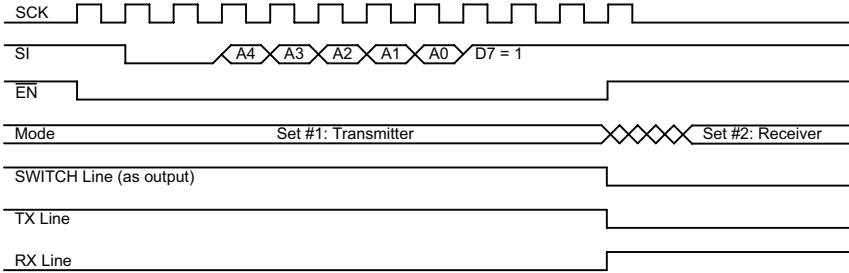 SCK
SI A4 A3 A2 A1 A0 D7 = 1
EN
Mode Set #1: Transmitter Set #2: Receiver
SWITCH Line (as output)
TX Line
RX Line